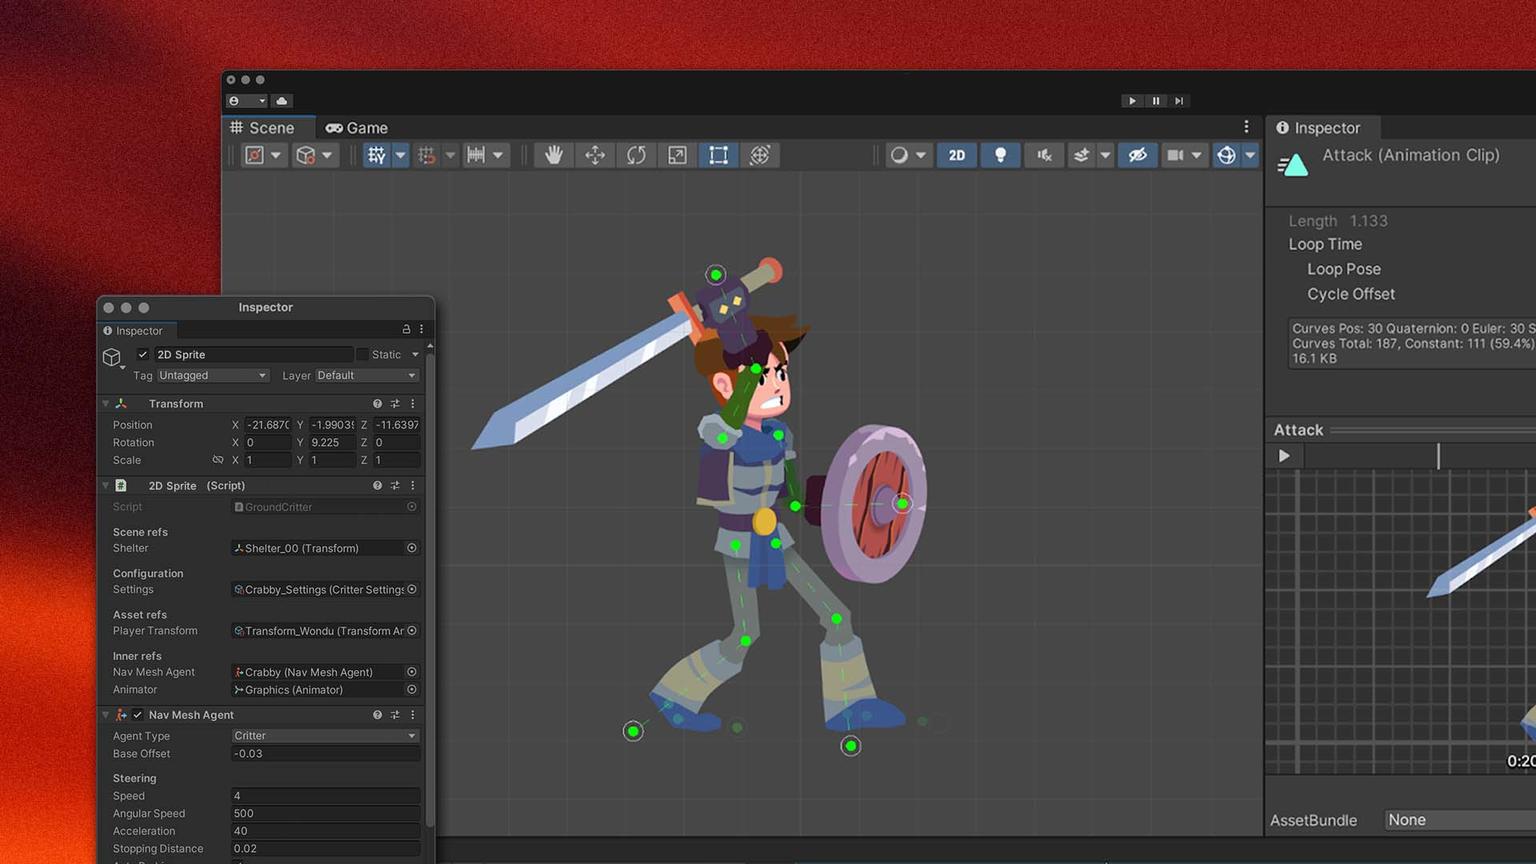 Scene
Game
2D
Inspector
Attack (Animation Clip)
Length 1.133
Loop Time
Loop Pose
Cycle Offset
Curves Pos: 30 Quaternion: 0 Euler: 30 S
Curves Total: 187, Constant: 111 (59.4%)
16.1 KB
Attack
0:20
AssetBundle None
Inspector
Inspector
2D Sprite Static
Tag Untagged Layer Default
Transform
Position X -21.687( Y -1.9903 Z -11.6397
Rotation X 0 Y 9.225 Z 0
Scale X 1 Y 1 Z 1
2D Sprite (Script)
Script GroundCritter
Scene refs
Shelter Shelter_00 (Transform)
Configuration
Settings Crabby_Settings (Critter Settings
Asset refs
Player Transform Transform_Wondu (Transform Ar
Inner refs
Nav Mesh Agent Crabby (Nav Mesh Agent)
Animator Graphics (Animator)
Nav Mesh Agent
Agent Type Critter
Base Offset -0.03
Steering
Speed 4
Angular Speed 500
Acceleration 40
Stopping Distance 0.02